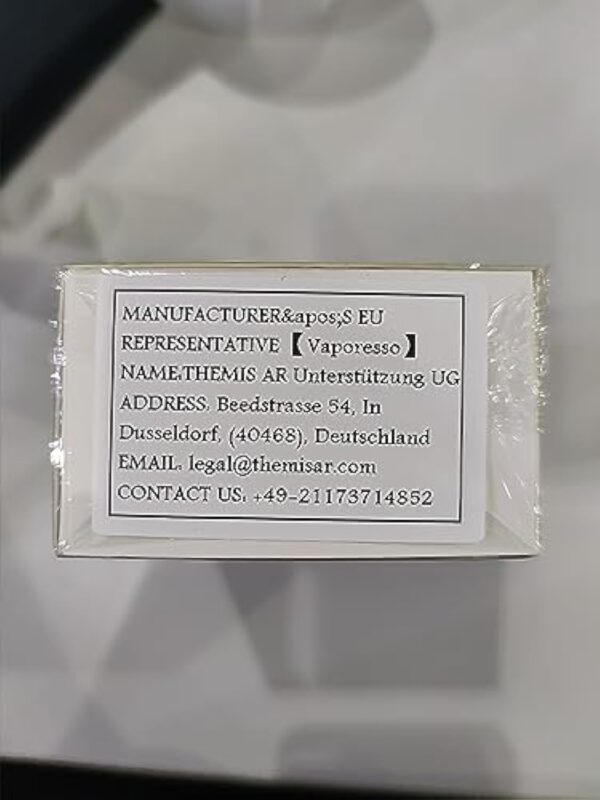 MANUFACTURER&apos;S EU
REPRESENTATIVE【Vaporesso】
NAME:THEMIS AR Unterstützung UG
ADDRESS: Beedstrasse 54, In
Dusseldorf, (40468), Deutschland
EMAIL: legal@themisar.com
CONTACT US: +49-21173714852